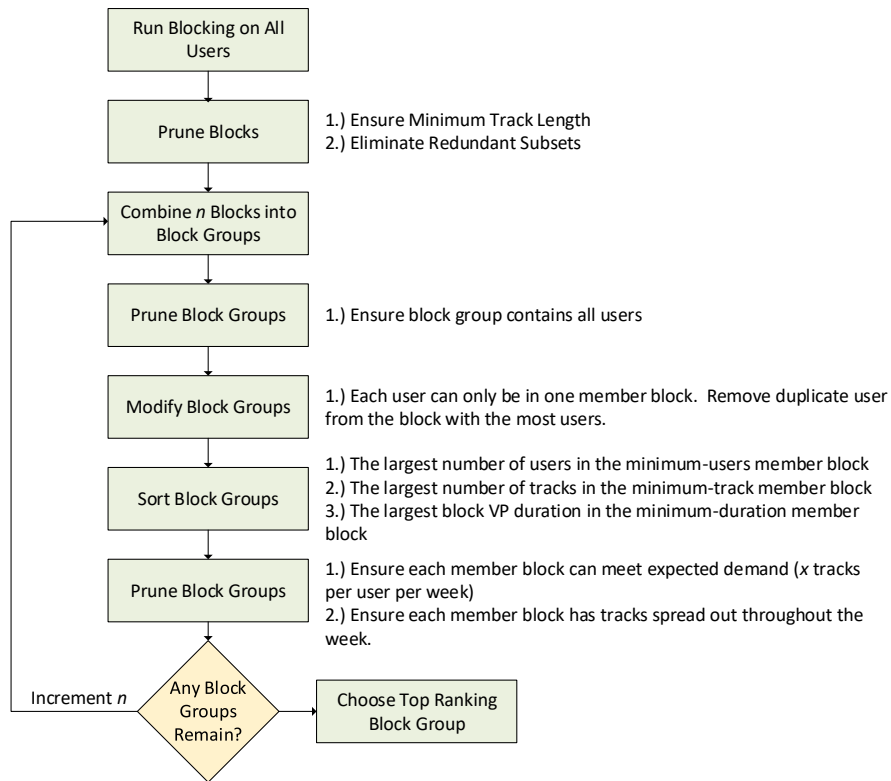 Run Blocking on All
Users
Prune Blocks
1.) Ensure Minimum Track Length
2.) Eliminate Redundant Subsets
Combine n Blocks into
Block Groups
Prune Block Groups
1.) Ensure block group contains all users
Modify Block Groups
1.) Each user can only be in one member block.  Remove duplicate user
from the block with the most users.
Sort Block Groups
1.) The largest number of users in the minimum-users member block
2.) The largest number of tracks in the minimum-track member block
3.) The largest block VP duration in the minimum-duration member
block
Prune Block Groups
1.) Ensure each member block can meet expected demand (x tracks
per user per week)
2.) Ensure each member block has tracks spread out throughout the
week.
Increment n
Any Block
Groups
Remain?
Choose Top Ranking
Block Group